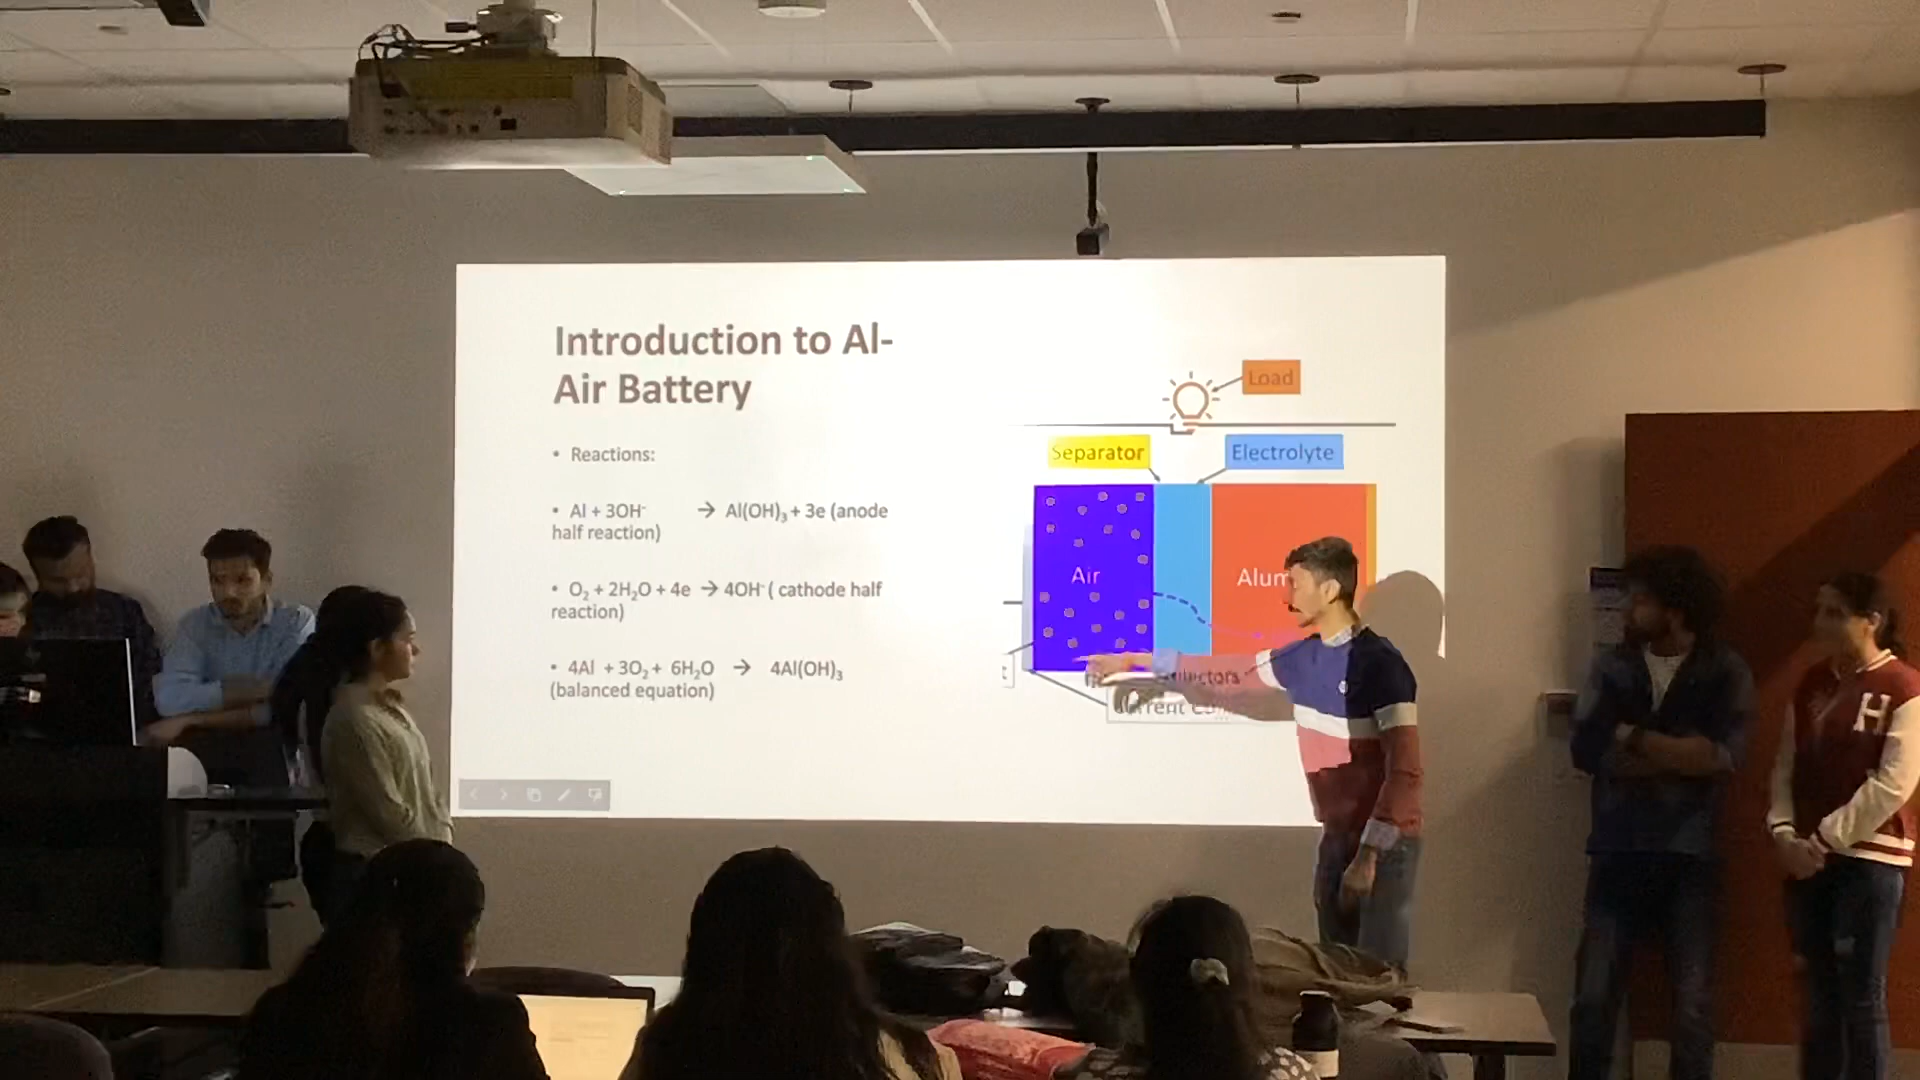 Introduction to Al-
Air Battery
• Reactions:
• Al + 3OH⁻ → Al(OH)₃ + 3e (anode
half reaction)
• O₂ + 2H₂O + 4e → 4OH⁻ ( cathode half
reaction)
• 4Al + 3O₂ + 6H₂O → 4Al(OH)₃
(balanced equation)
Load
Separator
Electrolyte
Air
H